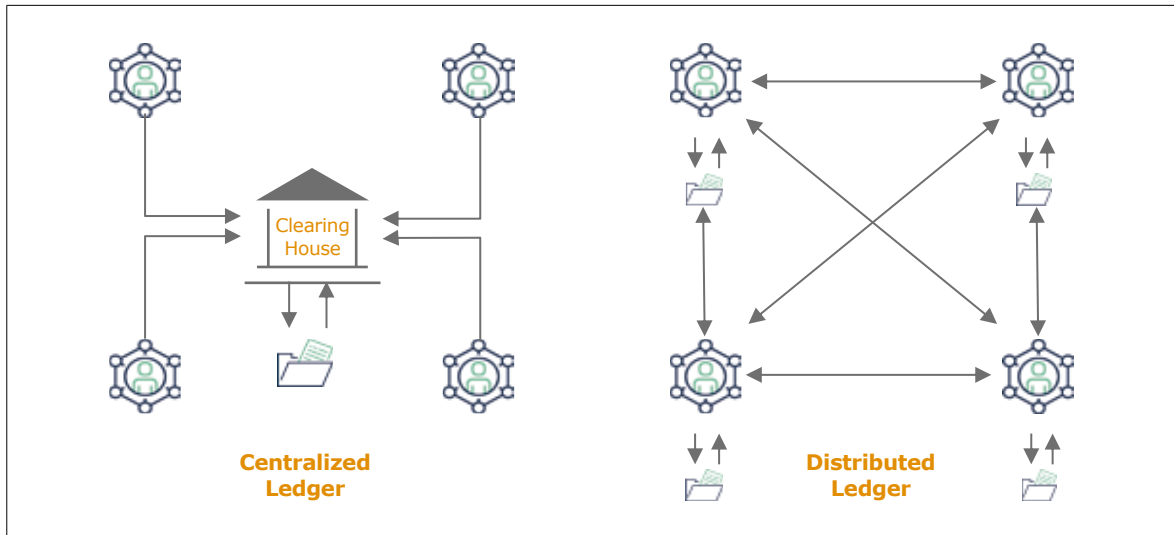 Clearing
House
Centralized
Ledger
Distributed
Ledger